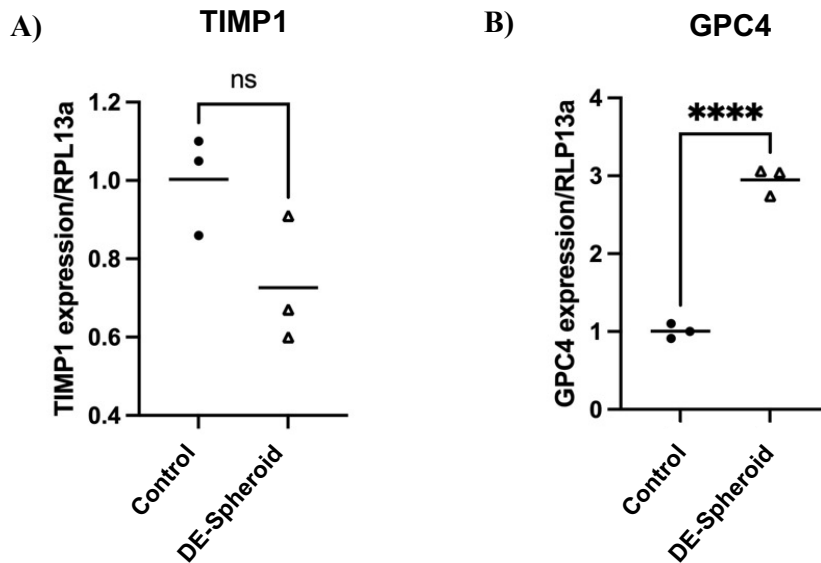 A)
TIMP1
TIMP1 expression/RPL13a
ns
1.2
1.0
0.8
0.6
0.4
Control
DE-Spheroid
B)
GPC4
GPC4 expression/RLP13a
****
4
3
2
1
0
Control
DE-Spheroid